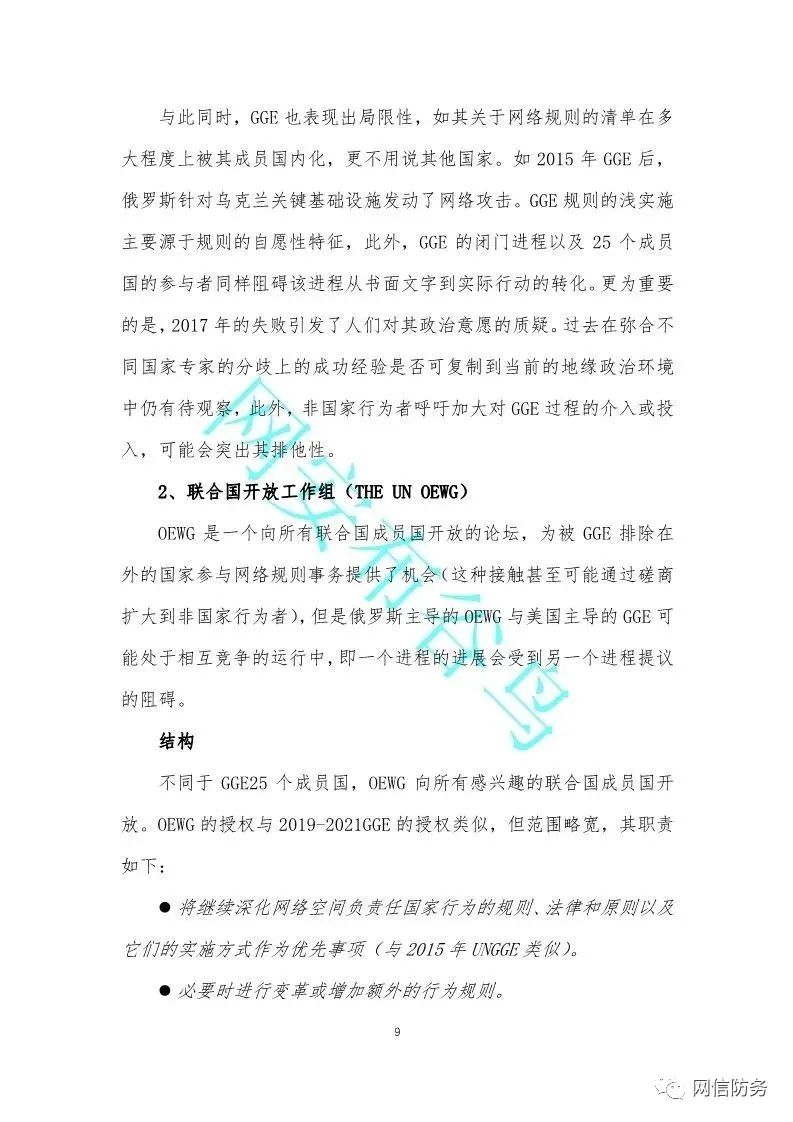 与此同时，GGE 也表现出局限性，如其关于网络规则的清单在多
大程度上被其成员国内化，更不用说其他国家。如 2015 年 GGE 后，
俄罗斯针对乌克兰关键基础设施发动了网络攻击。GGE 规则的浅实施
主要源于规则的自愿性特征，此外，GGE 的闭门进程以及 25 个成员
国的参与者同样阻碍该进程从书面文字到实际行动的转化。更为重要
的是，2017 年的失败引发了人们对其政治意愿的质疑。过去在弥合不
同国家专家的分歧上的成功经验是否可复制到当前的地缘政治环境
中仍有待观察，此外，非国家行为者呼吁加大对 GGE 过程的介入或投
入，可能会突出其排他性。
2、联合国开放工作组（THE UN OEWG）
OEWG 是一个向所有联合国成员国开放的论坛，为被 GGE 排除在
外的国家参与网络规则事务提供了机会（这种接触甚至可能通过磋商
扩大到非国家行为者），但是俄罗斯主导的 OEWG 与美国主导的 GGE 可
能处于相互竞争的运行中，即一个进程的进展会受到另一个进程提议
的阻碍。
结构
不同于 GGE25 个成员国，OEWG 向所有感兴趣的联合国成员国开
放。OEWG 的授权与 2019-2021GGE 的授权类似，但范围略宽，其职责
如下：
● 将继续深化网络空间负责任国家行为的规则、法律和原则以及
它们的实施方式作为优先事项（与 2015 年 UNGGE 类似）。
● 必要时进行变革或增加额外的行为规则。
9
网安布谷鸟
网信防务